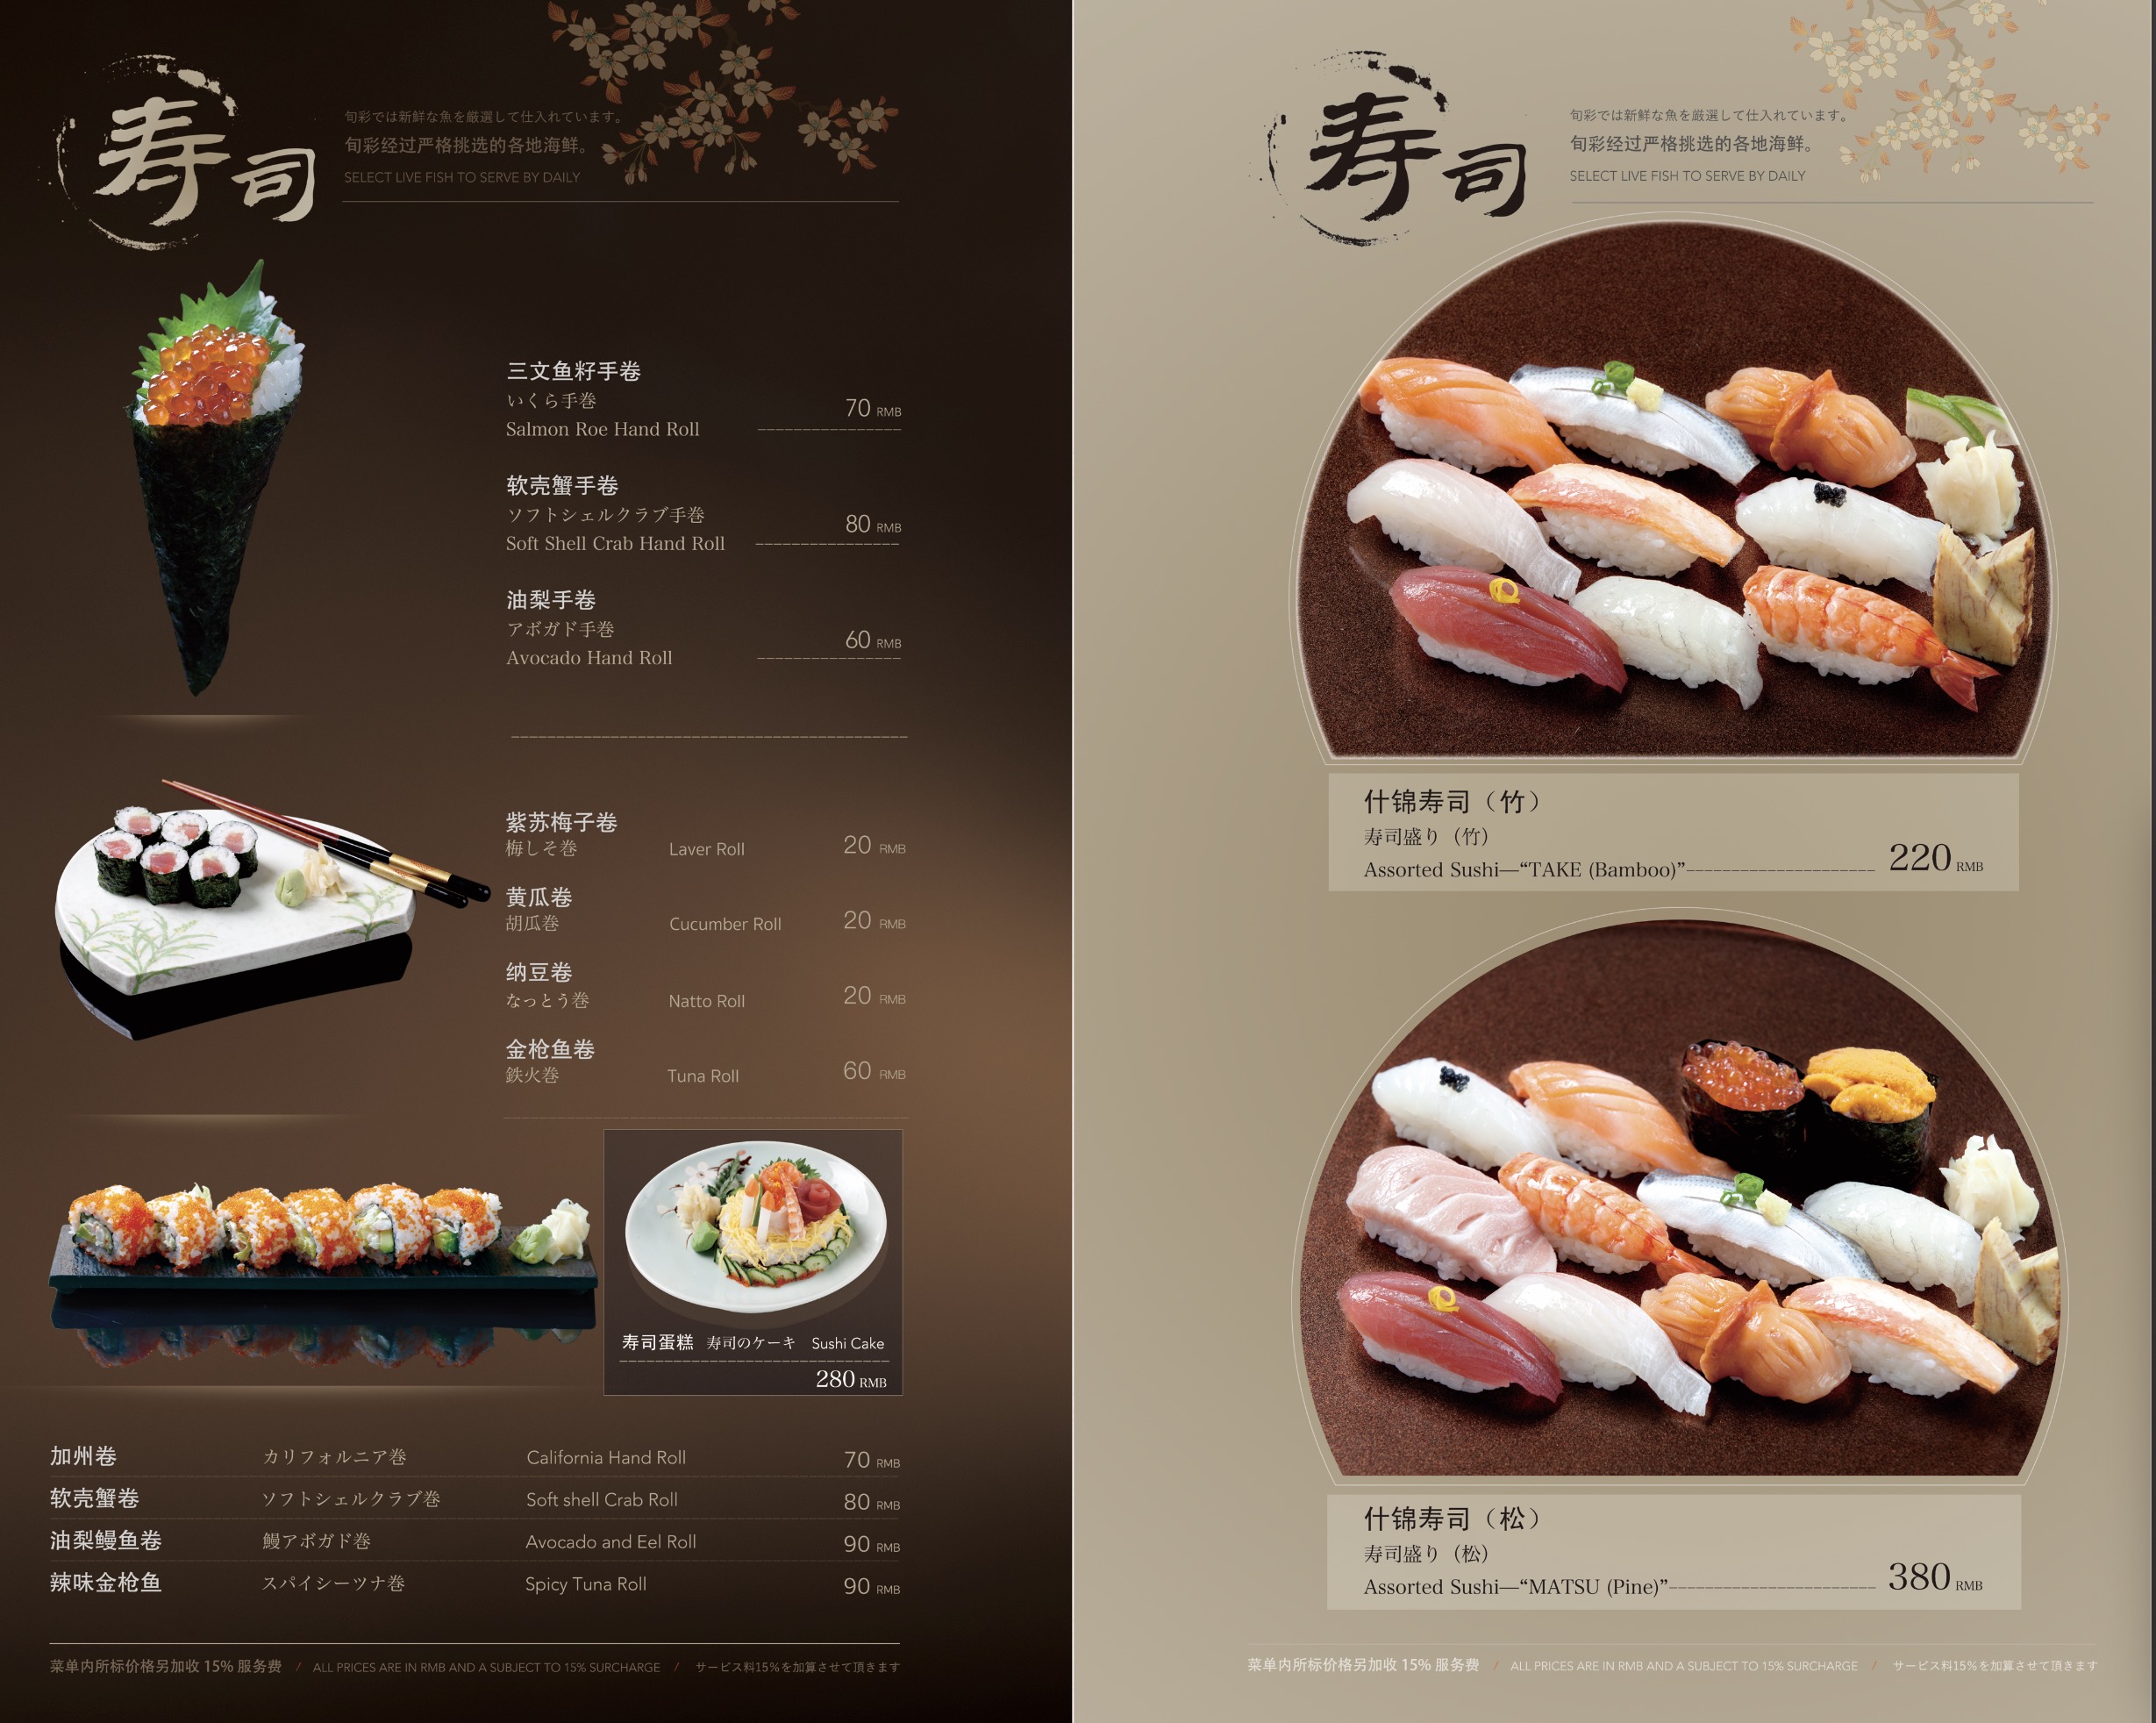 寿司
旬彩では新鮮な魚を厳選して仕入れています。
旬彩经过严格挑选的各地海鲜。
SELECT LIVE FISH TO SERVE BY DAILY
三文鱼籽手卷
いくら手巻
Salmon Roe Hand Roll
70 RMB
软壳蟹手卷
ソフトシェルクラブ手巻
Soft Shell Crab Hand Roll
80 RMB
油梨手卷
アボガド手巻
Avocado Hand Roll
60 RMB
紫苏梅子卷
梅しそ巻 Laver Roll 20 RMB
黄瓜卷
胡瓜巻 Cucumber Roll 20 RMB
纳豆卷
なっとう巻 Natto Roll 20 RMB
金枪鱼卷
鉄火巻 Tuna Roll 60 RMB
寿司蛋糕 寿司のケーキ Sushi Cake
280 RMB
加州卷 カリフォルニア巻 California Hand Roll 70 RMB
软壳蟹卷 ソフトシェルクラブ巻 Soft shell Crab Roll 80 RMB
油梨鳗鱼卷 鰻アボガド巻 Avocado and Eel Roll 90 RMB
辣味金枪鱼 スパイシーツナ巻 Spicy Tuna Roll 90 RMB
菜单内所标价格另加收 15% 服务费 / ALL PRICES ARE IN RMB AND A SUBJECT TO 15% SURCHARGE / サービス料15%を加算させて頂きます
寿司
旬彩では新鮮な魚を厳選して仕入れています。
旬彩经过严格挑选的各地海鲜。
SELECT LIVE FISH TO SERVE BY DAILY
什锦寿司（竹）
寿司盛り（竹）
Assorted Sushi—“TAKE (Bamboo)” 220 RMB
什锦寿司（松）
寿司盛り（松）
Assorted Sushi—“MATSU (Pine)” 380 RMB
菜单内所标价格另加收 15% 服务费 / ALL PRICES ARE IN RMB AND A SUBJECT TO 15% SURCHARGE / サービス料15%を加算させて頂きます